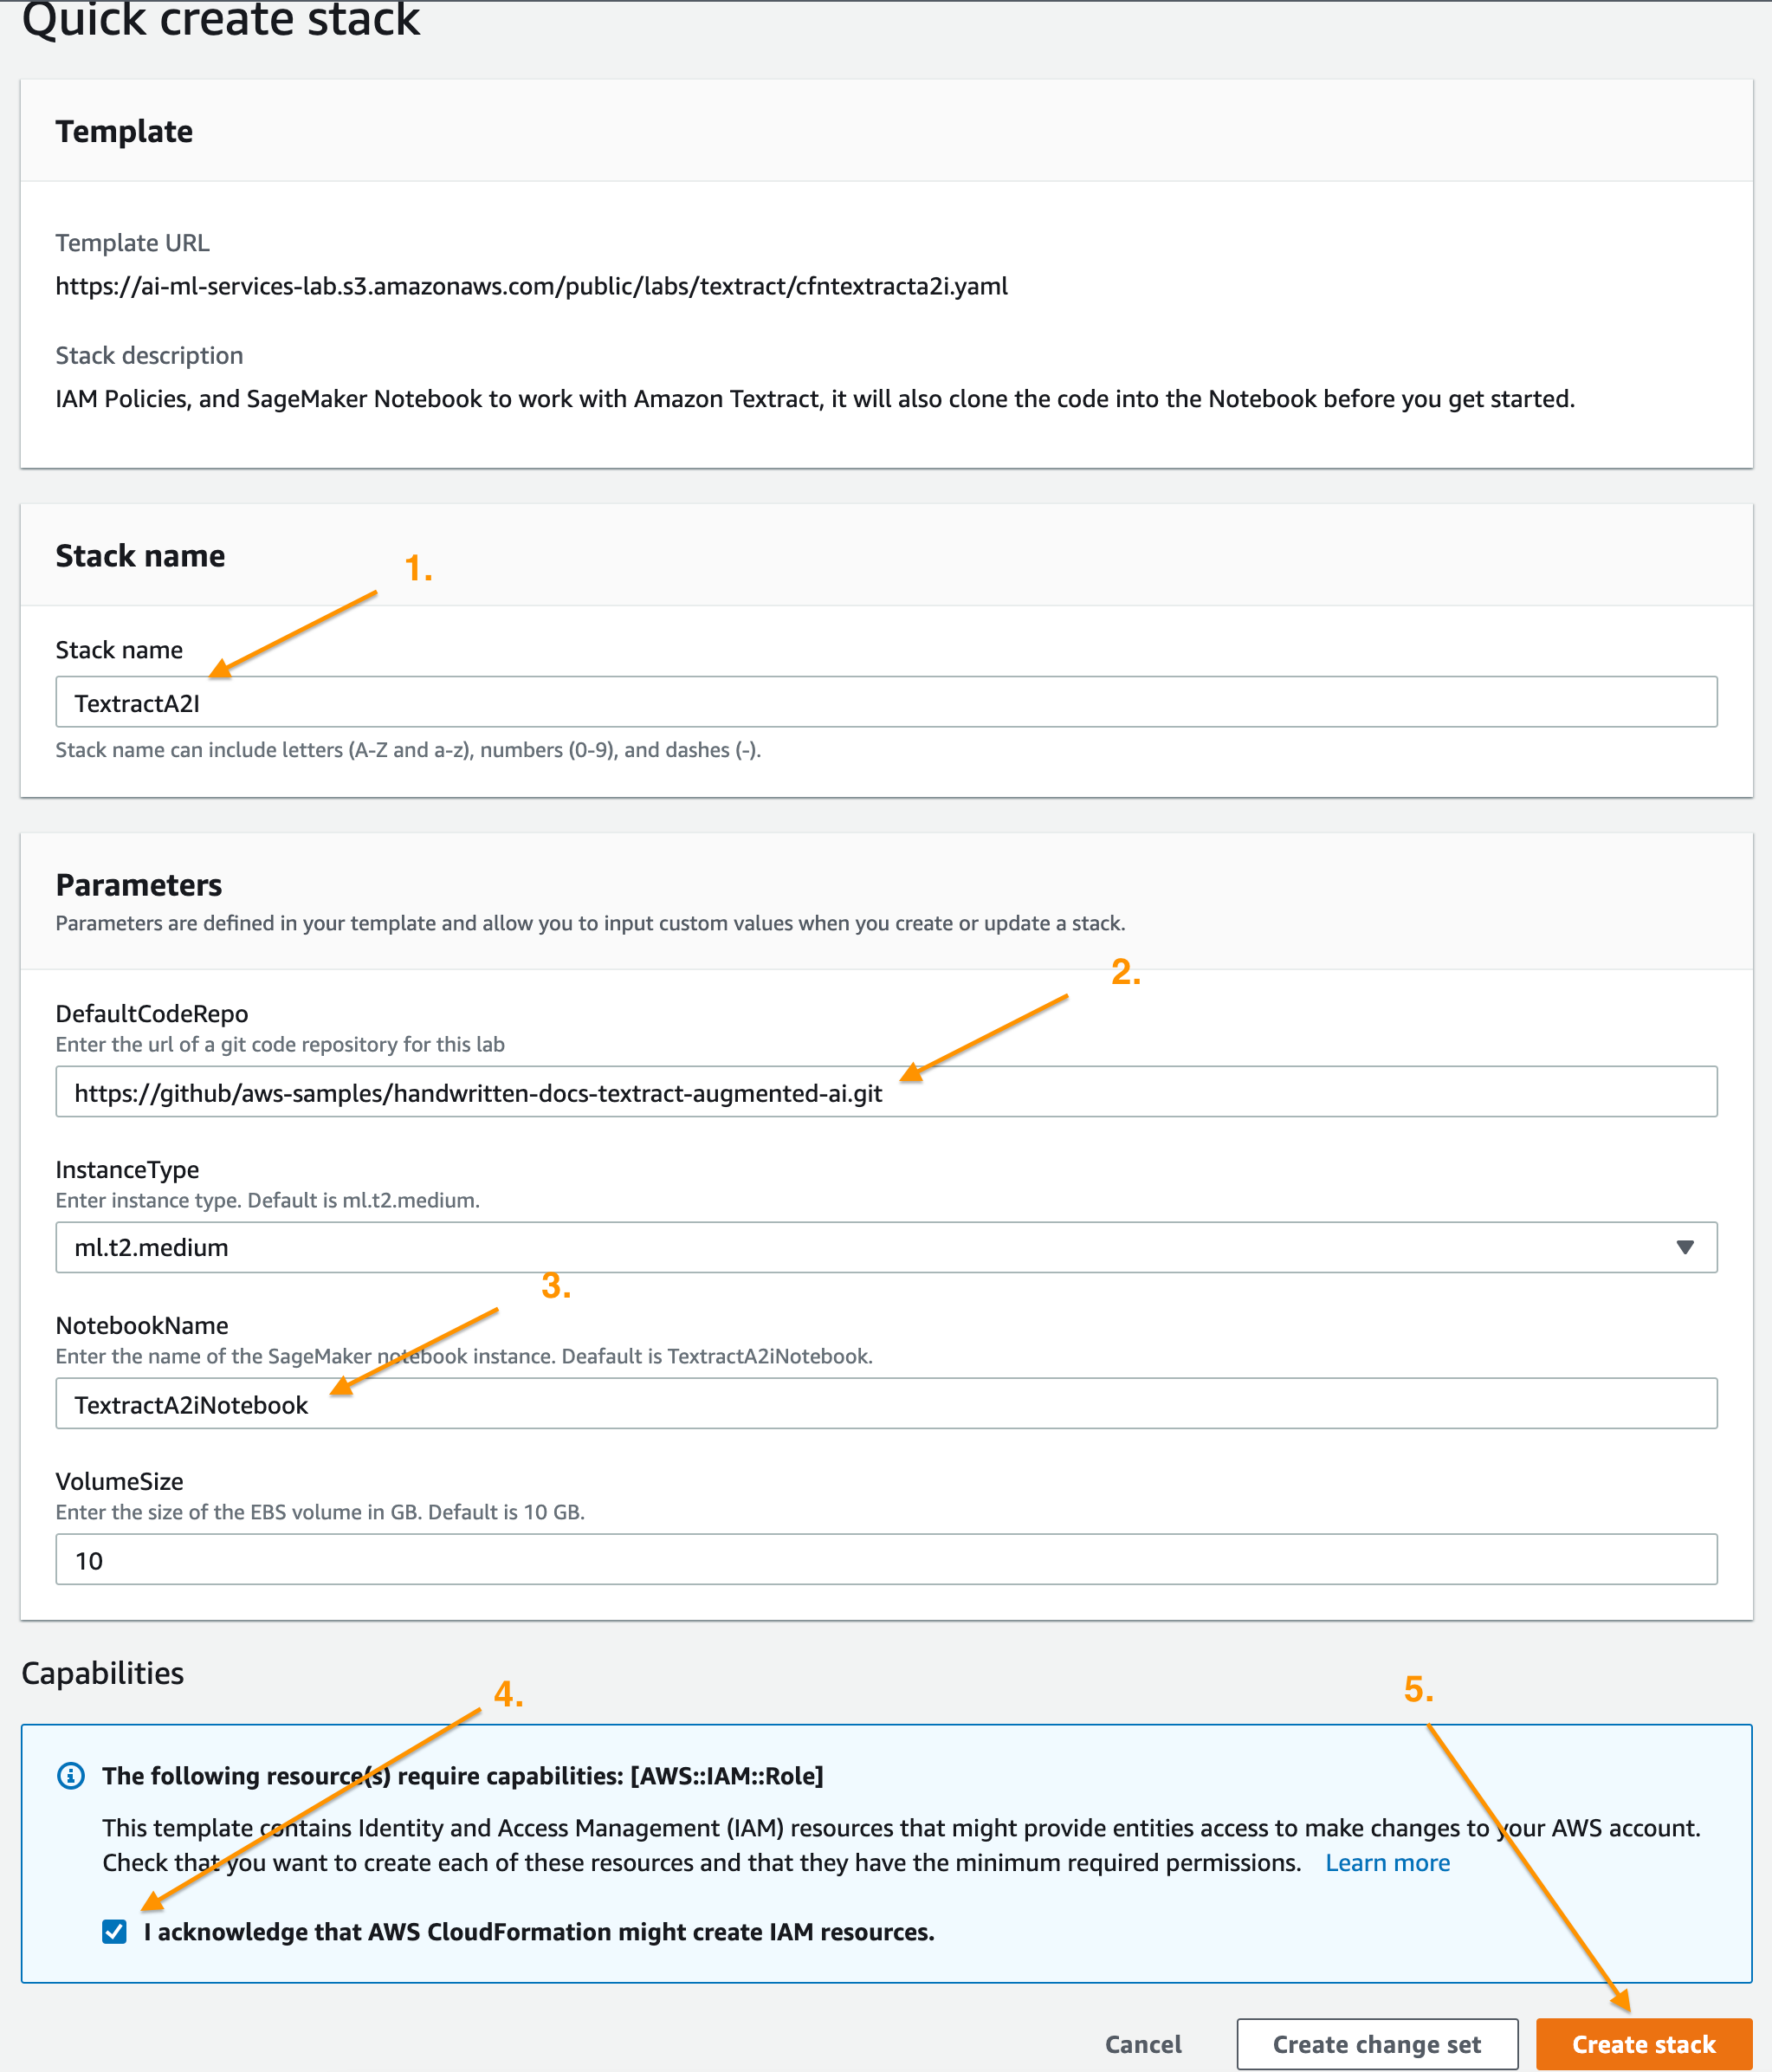 Quick create stack
Template
Template URL
https://ai-ml-services-lab.s3.amazonaws.com/public/labs/textract/cfntextracta2i.yaml
Stack description
IAM Policies, and SageMaker Notebook to work with Amazon Textract, it will also clone the code into the Notebook before you get started.
Stack name
1.
Stack name
TextractA2I
Stack name can include letters (A-Z and a-z), numbers (0-9), and dashes (-).
Parameters
Parameters are defined in your template and allow you to input custom values when you create or update a stack.
2.
DefaultCodeRepo
Enter the url of a git code repository for this lab
https://github/aws-samples/handwritten-docs-textract-augmented-ai.git
InstanceType
Enter instance type. Default is ml.t2.medium.
ml.t2.medium
3.
NotebookName
Enter the name of the SageMaker notebook instance. Deafault is TextractA2iNotebook.
TextractA2iNotebook
VolumeSize
Enter the size of the EBS volume in GB. Default is 10 GB.
10
Capabilities
4.
5.
The following resource(s) require capabilities: [AWS::IAM::Role]
This template contains Identity and Access Management (IAM) resources that might provide entities access to make changes to your AWS account.
Check that you want to create each of these resources and that they have the minimum required permissions. Learn more
I acknowledge that AWS CloudFormation might create IAM resources.
Cancel
Create change set
Create stack